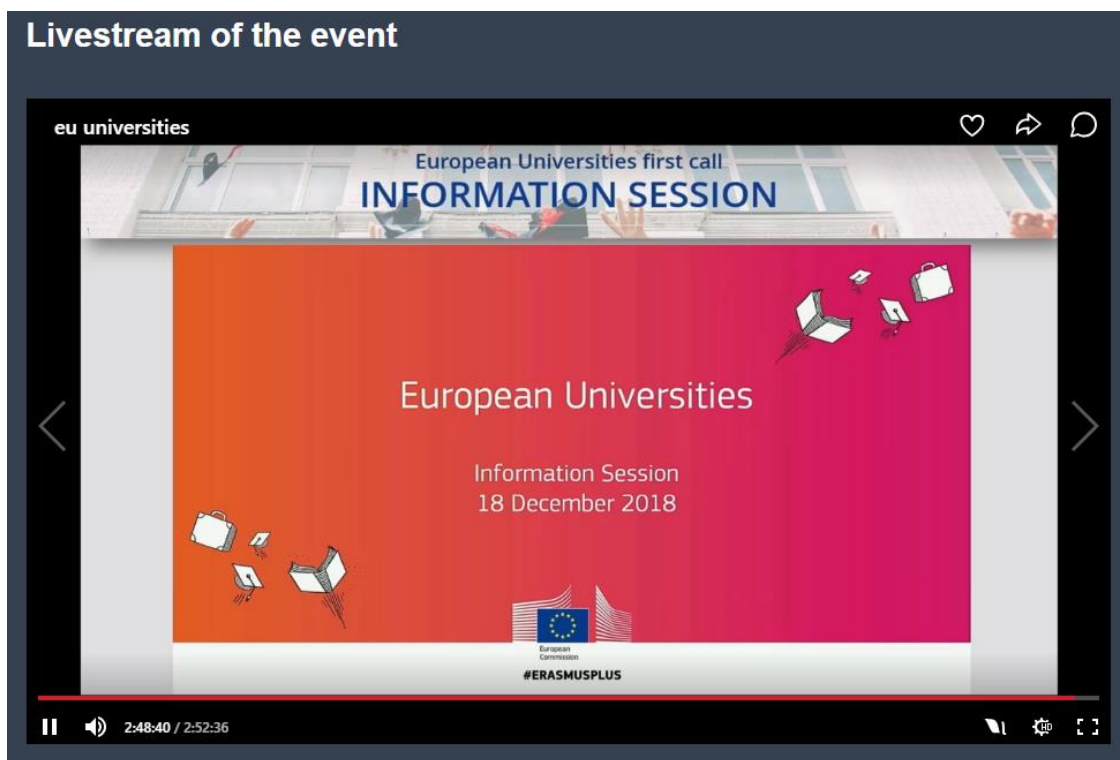 Livestream of the event
eu universities
European Universities first call
INFORMATION SESSION
European Universities
Information Session
18 December 2018
European
Commission
#ERASMUSPLUS
2:48:40 / 2:52:36
HD